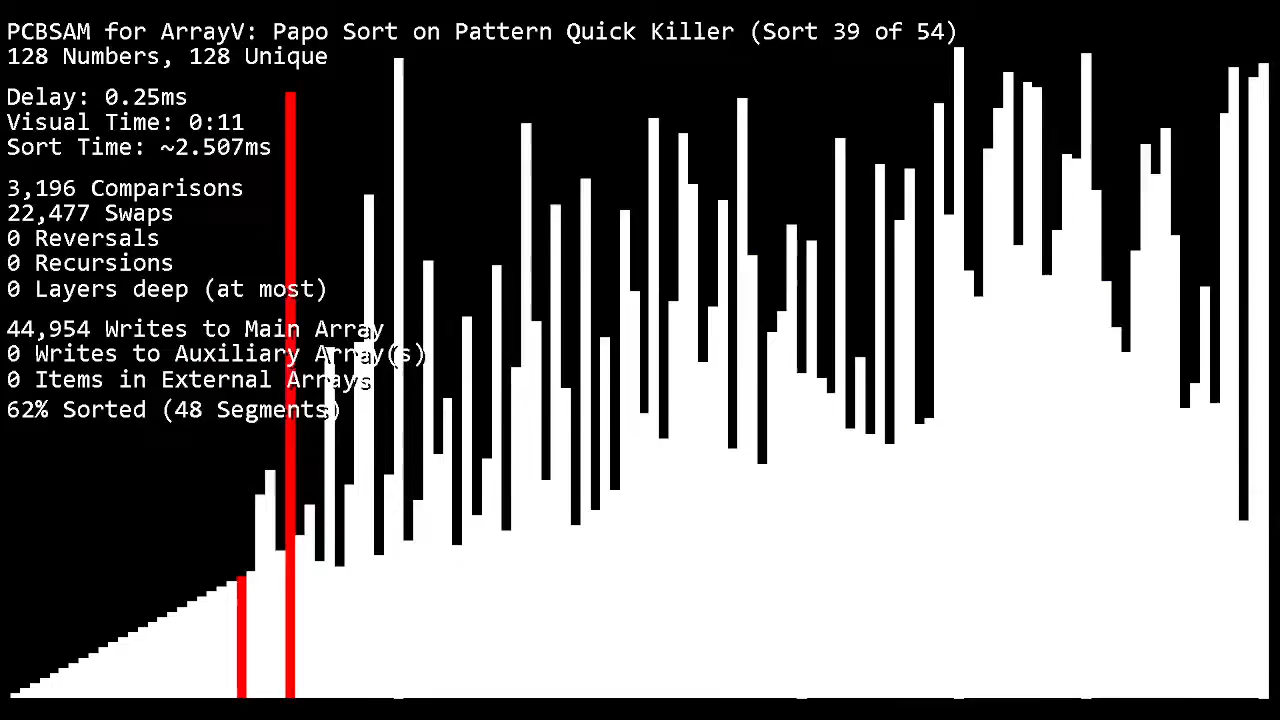 PCBSAM for ArrayV: Papo Sort on Pattern Quick Killer (Sort 39 of 54)
128 Numbers, 128 Unique
Delay: 0.25ms
Visual Time: 0:11
Sort Time: ~2.507ms
3,196 Comparisons
22,477 Swaps
0 Reversals
0 Recursions
0 Layers deep (at most)
44,954 Writes to Main Array
0 Writes to Auxiliary Array(s)
0 Items in External Arrays
62% Sorted (48 Segments)